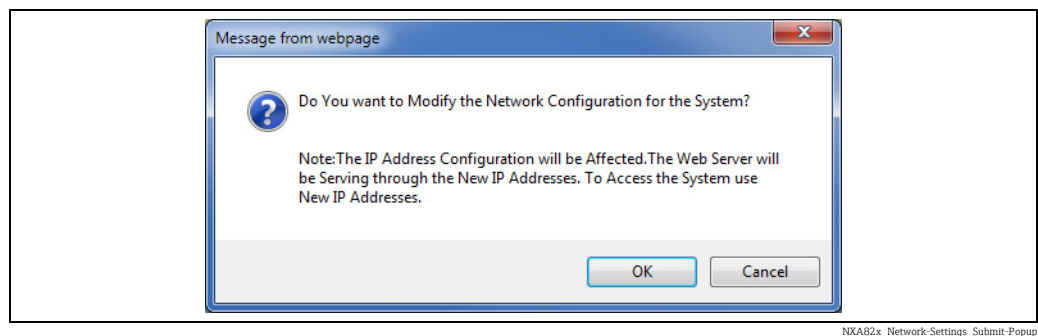 Message from webpage
Do You want to Modify the Network Configuration for the System?
Note:The IP Address Configuration will be Affected.The Web Server will
be Serving through the New IP Addresses. To Access the System use
New IP Addresses.
OK
Cancel
NXA82x_Network-Settings_Submit-Popup